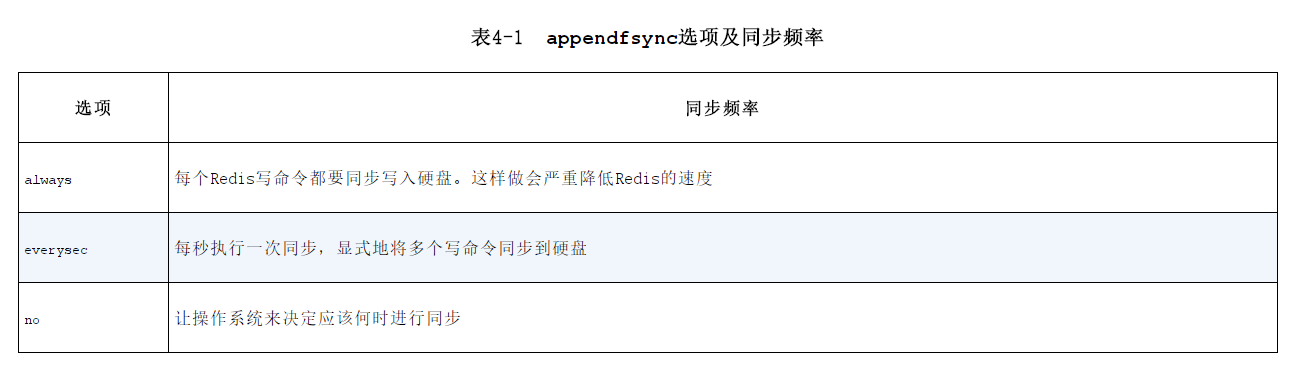 表4-1 appendfsync选项及同步频率
选项 同步频率
always 每个Redis写命令都要同步写入硬盘。这样做会严重降低Redis的速度
everysec 每秒执行一次同步，显式地将多个写命令同步到硬盘
no 让操作系统来决定应该何时进行同步